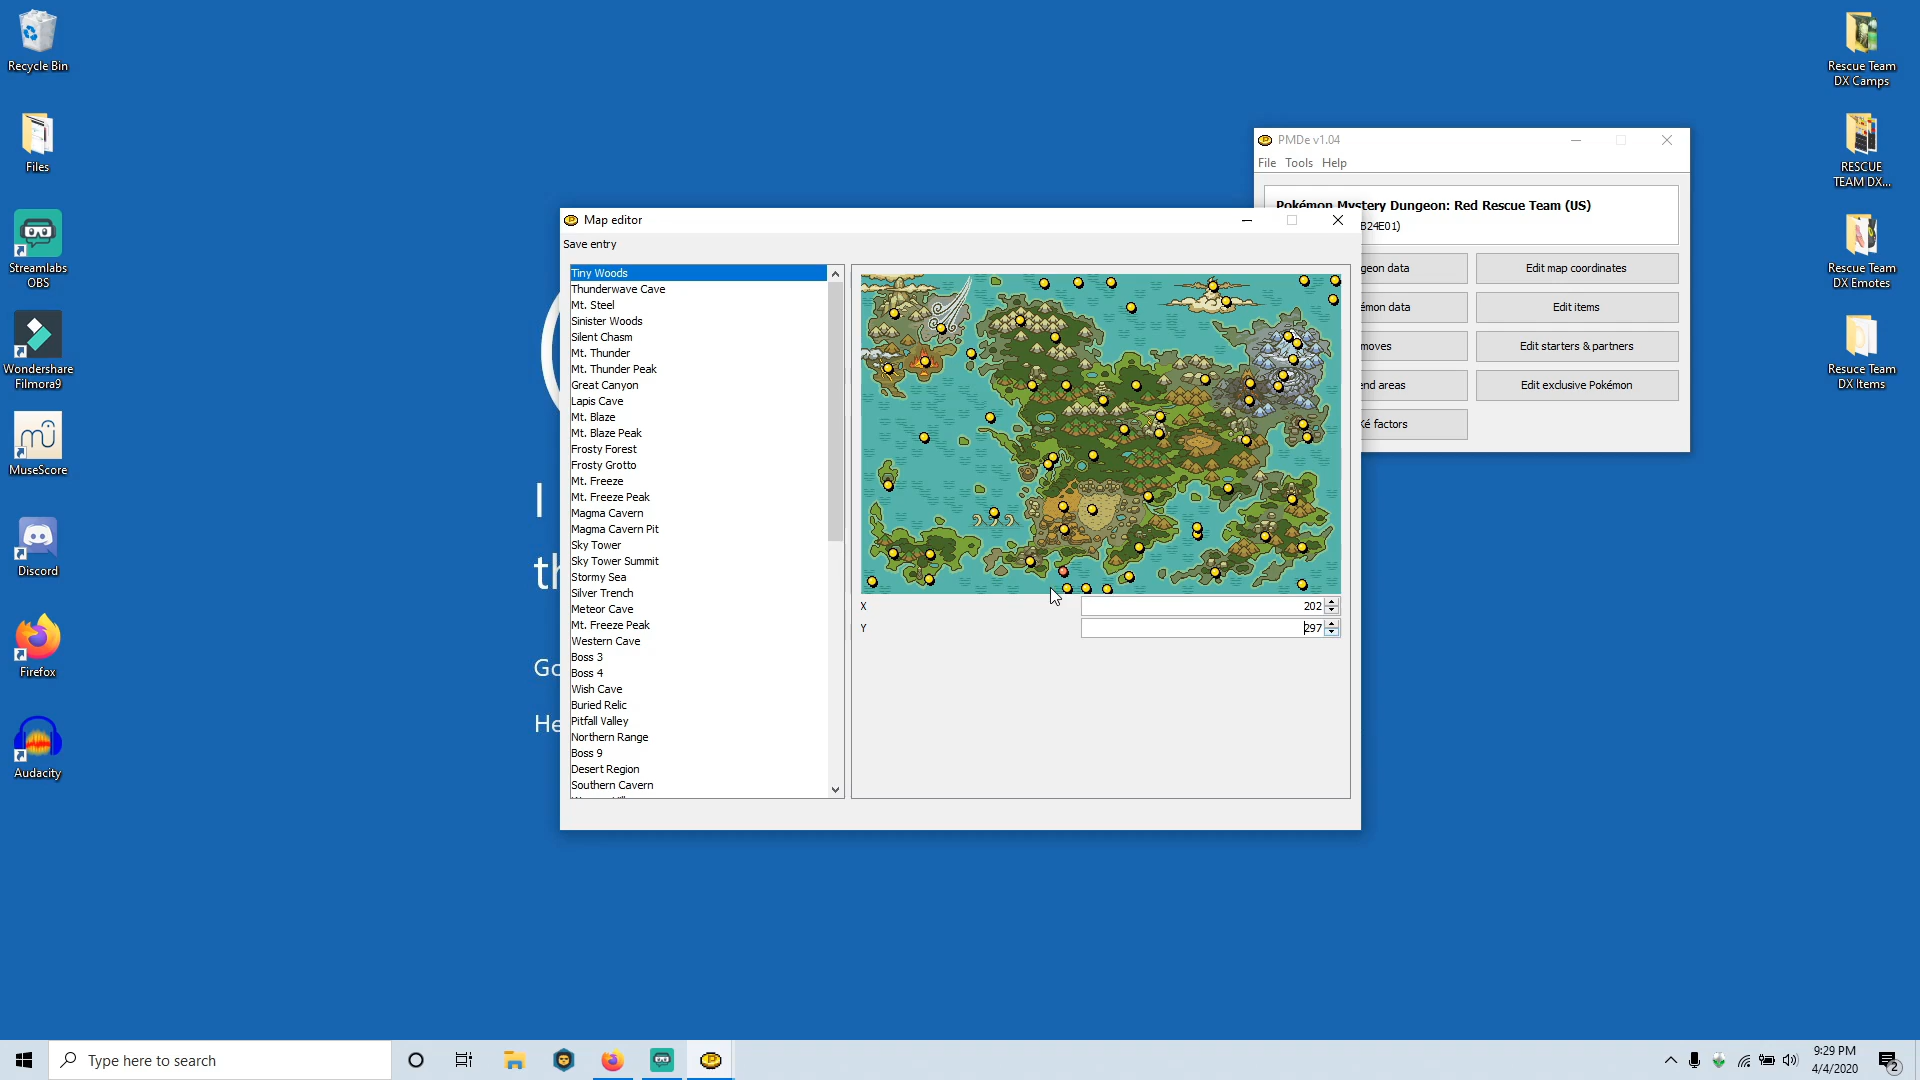 Recycle Bin
Files
Streamlabs
OBS
Wondershare
Filmora9
MuseScore
Discord
Firefox
Audacity
Rescue Team
DX Camps
RESCUE
TEAM DX...
Rescue Team
DX Emotes
Resuce Team
DX Items
PMDe v1.04
File Tools Help
Pokémon Mystery Dungeon: Red Rescue Team (US)
B24E01)
geon data
Edit map coordinates
émon data
Edit items
moves
Edit starters & partners
end areas
Edit exclusive Pokémon
Ké factors
Map editor
Save entry
Tiny Woods
Thunderwave Cave
Mt. Steel
Sinister Woods
Silent Chasm
Mt. Thunder
Mt. Thunder Peak
Great Canyon
Lapis Cave
Mt. Blaze
Mt. Blaze Peak
Frosty Forest
Frosty Grotto
Mt. Freeze
Mt. Freeze Peak
Magma Cavern
Magma Cavern Pit
Sky Tower
Sky Tower Summit
Stormy Sea
Silver Trench
Meteor Cave
Mt. Freeze Peak
Western Cave
Boss 3
Boss 4
Wish Cave
Buried Relic
Pitfall Valley
Northern Range
Boss 9
Desert Region
Southern Cavern
X 202
Y 297
I
th
Go
He
Type here to search
9:29 PM
4/4/2020
2